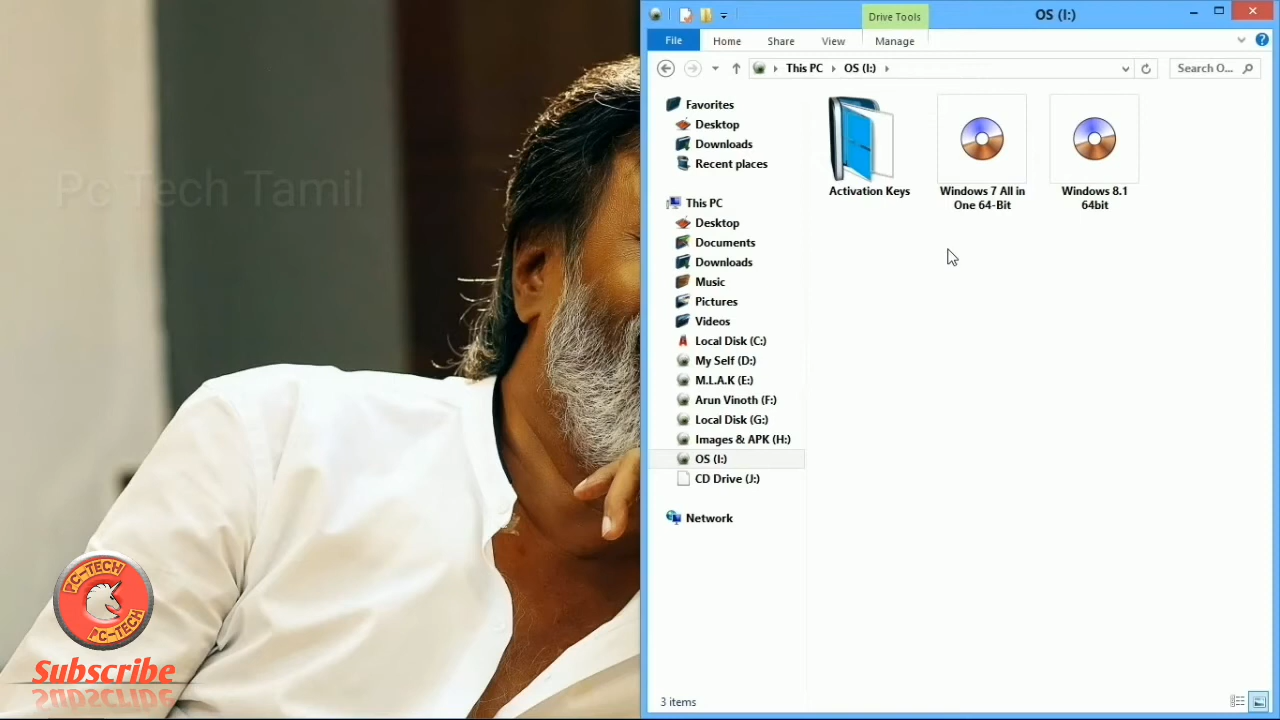 Pc Tech Tamil
PC-TECH
PC-TECH
Subscribe
Drive Tools
OS (I:)
File
Home
Share
View
Manage
This PC
OS (I:)
Search O...
Favorites
Desktop
Downloads
Recent places
This PC
Desktop
Documents
Downloads
Music
Pictures
Videos
Local Disk (C:)
My Self (D:)
M.L.A.K (E:)
Arun Vinoth (F:)
Local Disk (G:)
Images & APK (H:)
OS (I:)
CD Drive (J:)
Network
Activation Keys
Windows 7 All in
One 64-Bit
Windows 8.1
64bit
3 items